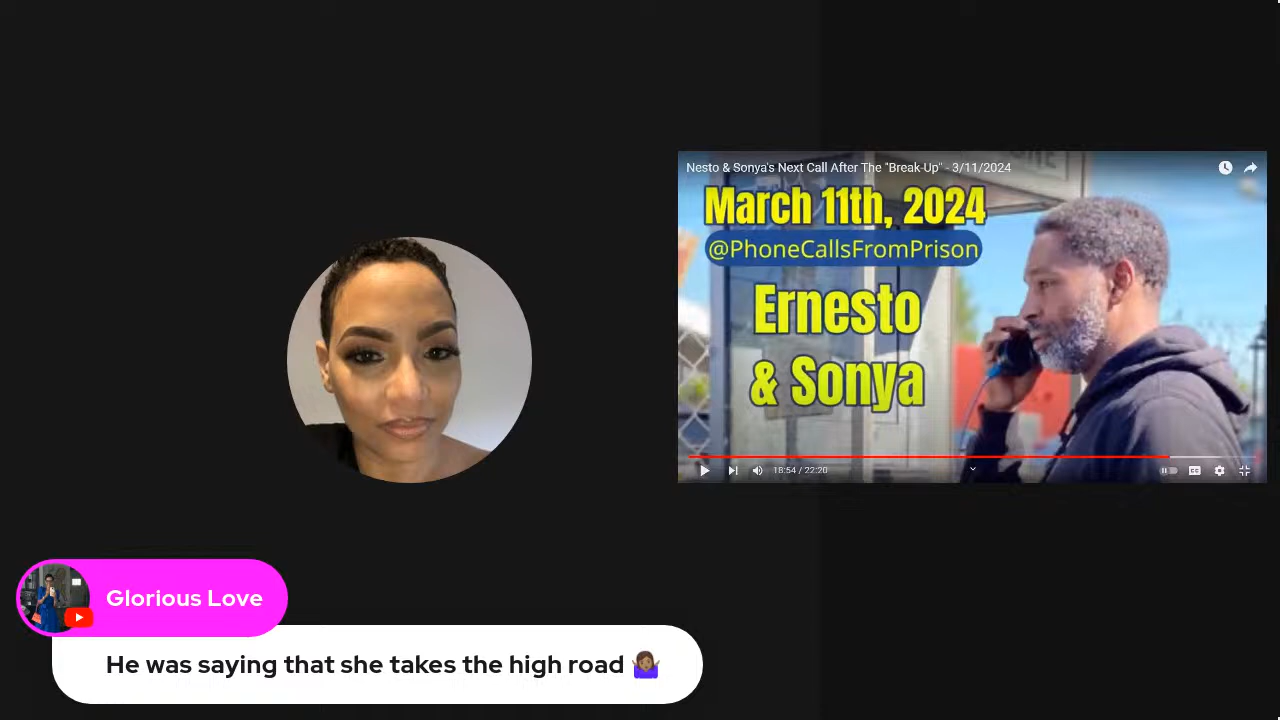 Nesto & Sonya's Next Call After The "Break-Up" - 3/11/2024
March 11th, 2024
@PhoneCallsFromPrison
Ernesto
& Sonya
18:54 / 22:20
Glorious Love
He was saying that she takes the high road 🤷🏽‍♀️